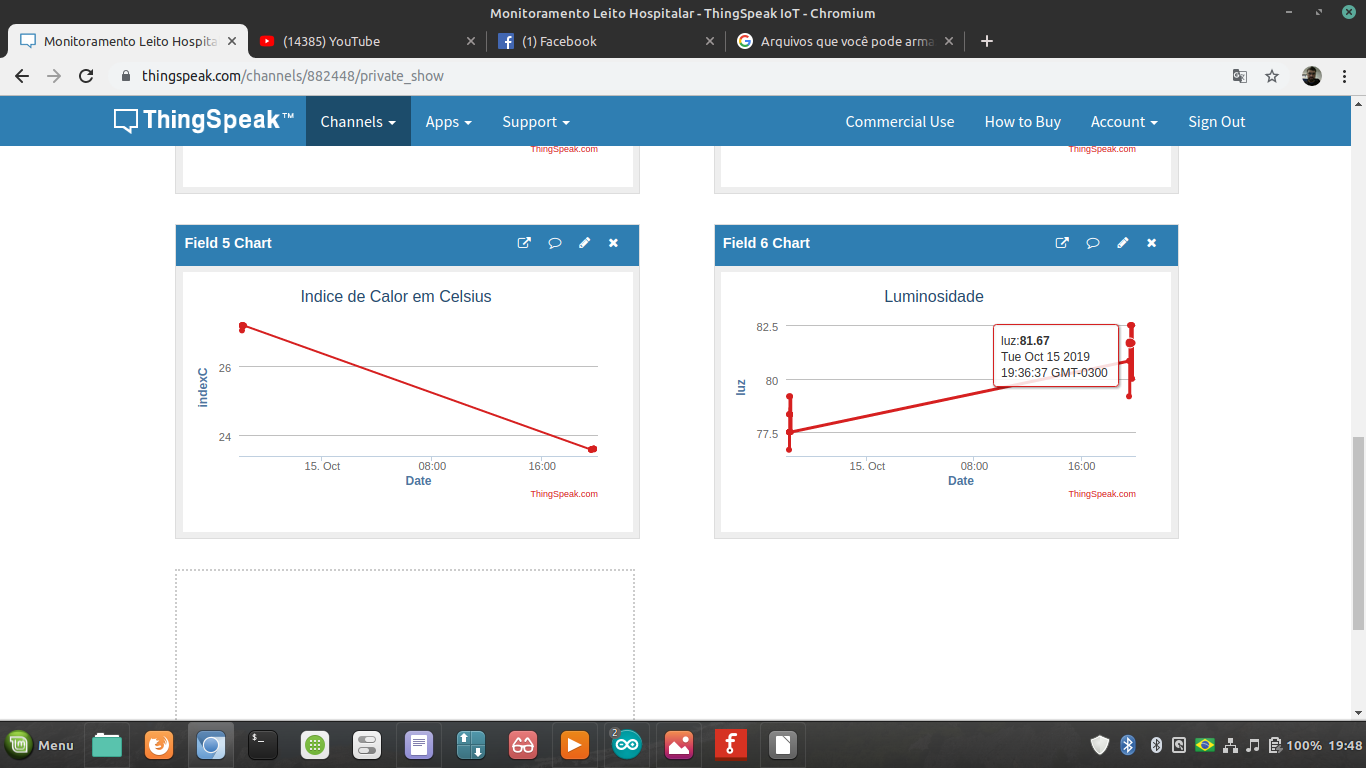 Monitoramento Leito Hospitalar - ThingSpeak IoT - Chromium
Monitoramento Leito Hospita
(14385) YouTube
(1) Facebook
Arquivos que você pode arma
thingspeak.com/channels/882448/private_show
ThingSpeak™
Channels
Apps
Support
Commercial Use
How to Buy
Account
Sign Out
ThingSpeak.com
ThingSpeak.com
Field 5 Chart
Indice de Calor em Celsius
indexC
26
24
15. Oct
08:00
16:00
Date
ThingSpeak.com
Field 6 Chart
Luminosidade
luz
82.5
80
77.5
luz:81.67
Tue Oct 15 2019
19:36:37 GMT-0300
15. Oct
08:00
16:00
Date
ThingSpeak.com
Menu
$_
2
100%
19:48